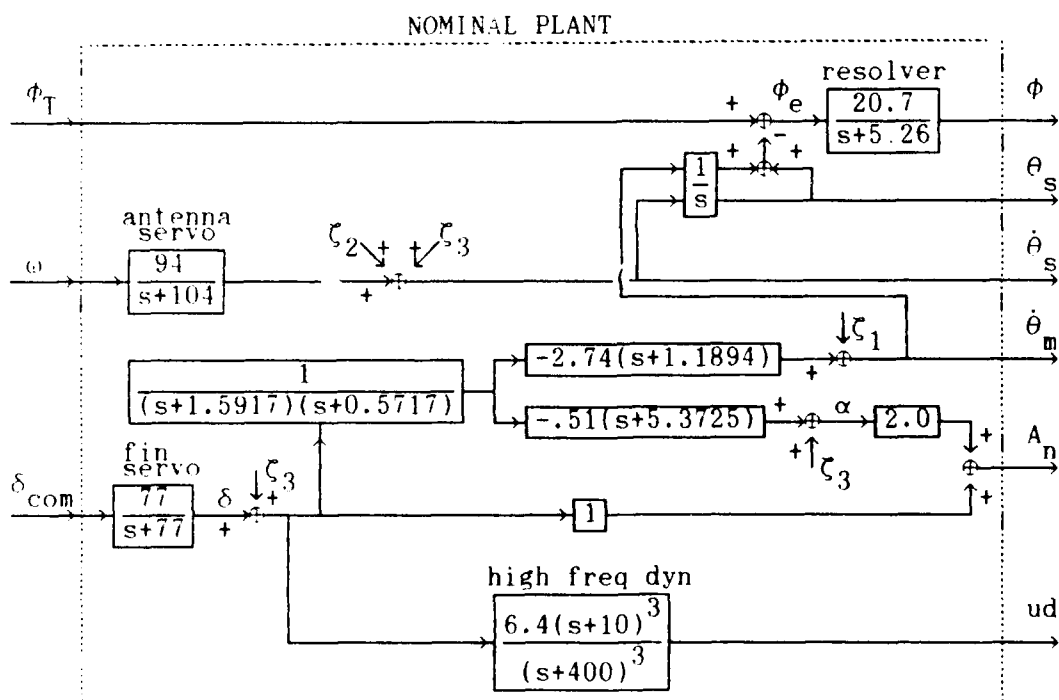 NOMINAL PLANT
resolver
ϕ_T
+
ϕ_e
20.7
s+5.26
ϕ
-
+
+
1
s
θ_s
antenna
servo
ω
94
s+104
ζ_2
+
+
ζ_3
+
θ̇_s
1
(s+1.5917)(s+0.5717)
-2.74(s+1.1894)
+
ζ_1
θ̇_m
-.51(s+5.3725)
+
α
2.0
+
+
ζ_3
A_n
+
fin
servo
δ_com
77
s+77
δ
+
ζ_3
+
1
high freq dyn
6.4(s+10)^3
(s+400)^3
ud